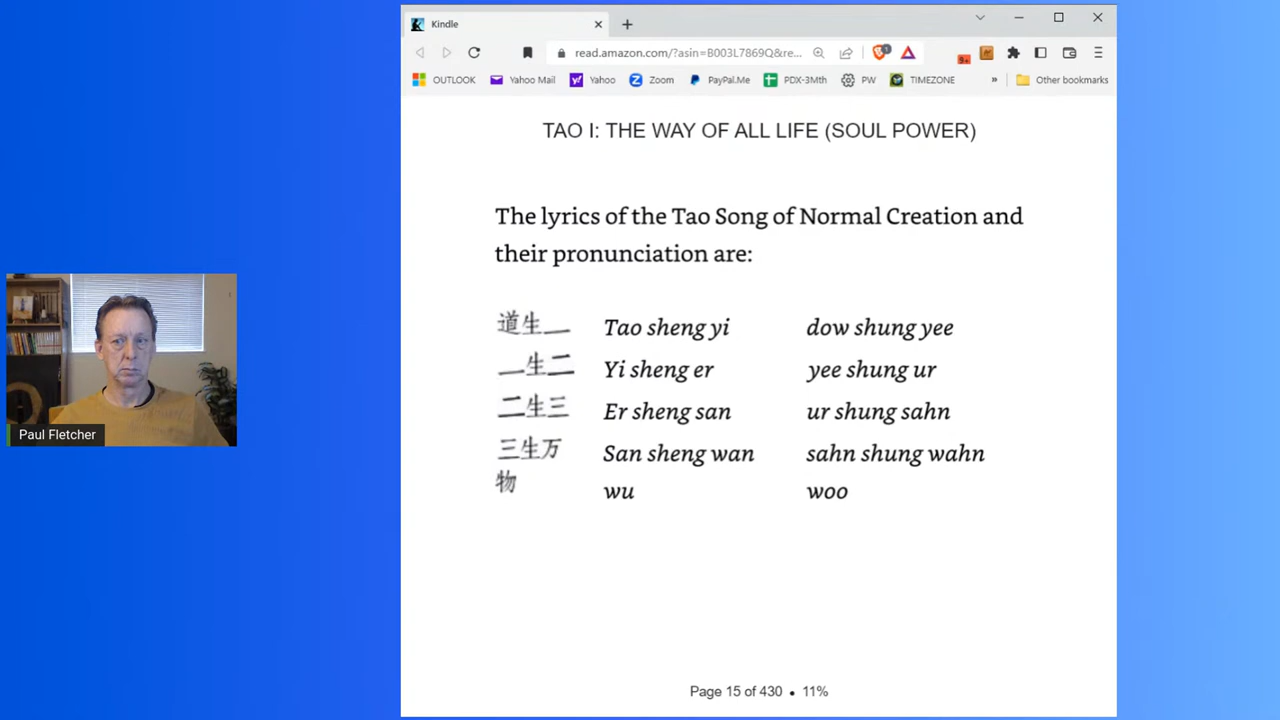 Kindle
read.amazon.com/?asin=B003L7869Q&re...
1
9+
OUTLOOK Yahoo Mail Yahoo Zoom PayPal.Me PDX-3Mth PW TIMEZONE » Other bookmarks
TAO I: THE WAY OF ALL LIFE (SOUL POWER)
The lyrics of the Tao Song of Normal Creation and
their pronunciation are:
道生一 Tao sheng yi dow shung yee
一生二 Yi sheng er yee shung ur
二生三 Er sheng san ur shung sahn
三生万 San sheng wan sahn shung wahn
物 wu woo
Paul Fletcher
Page 15 of 430 • 11%